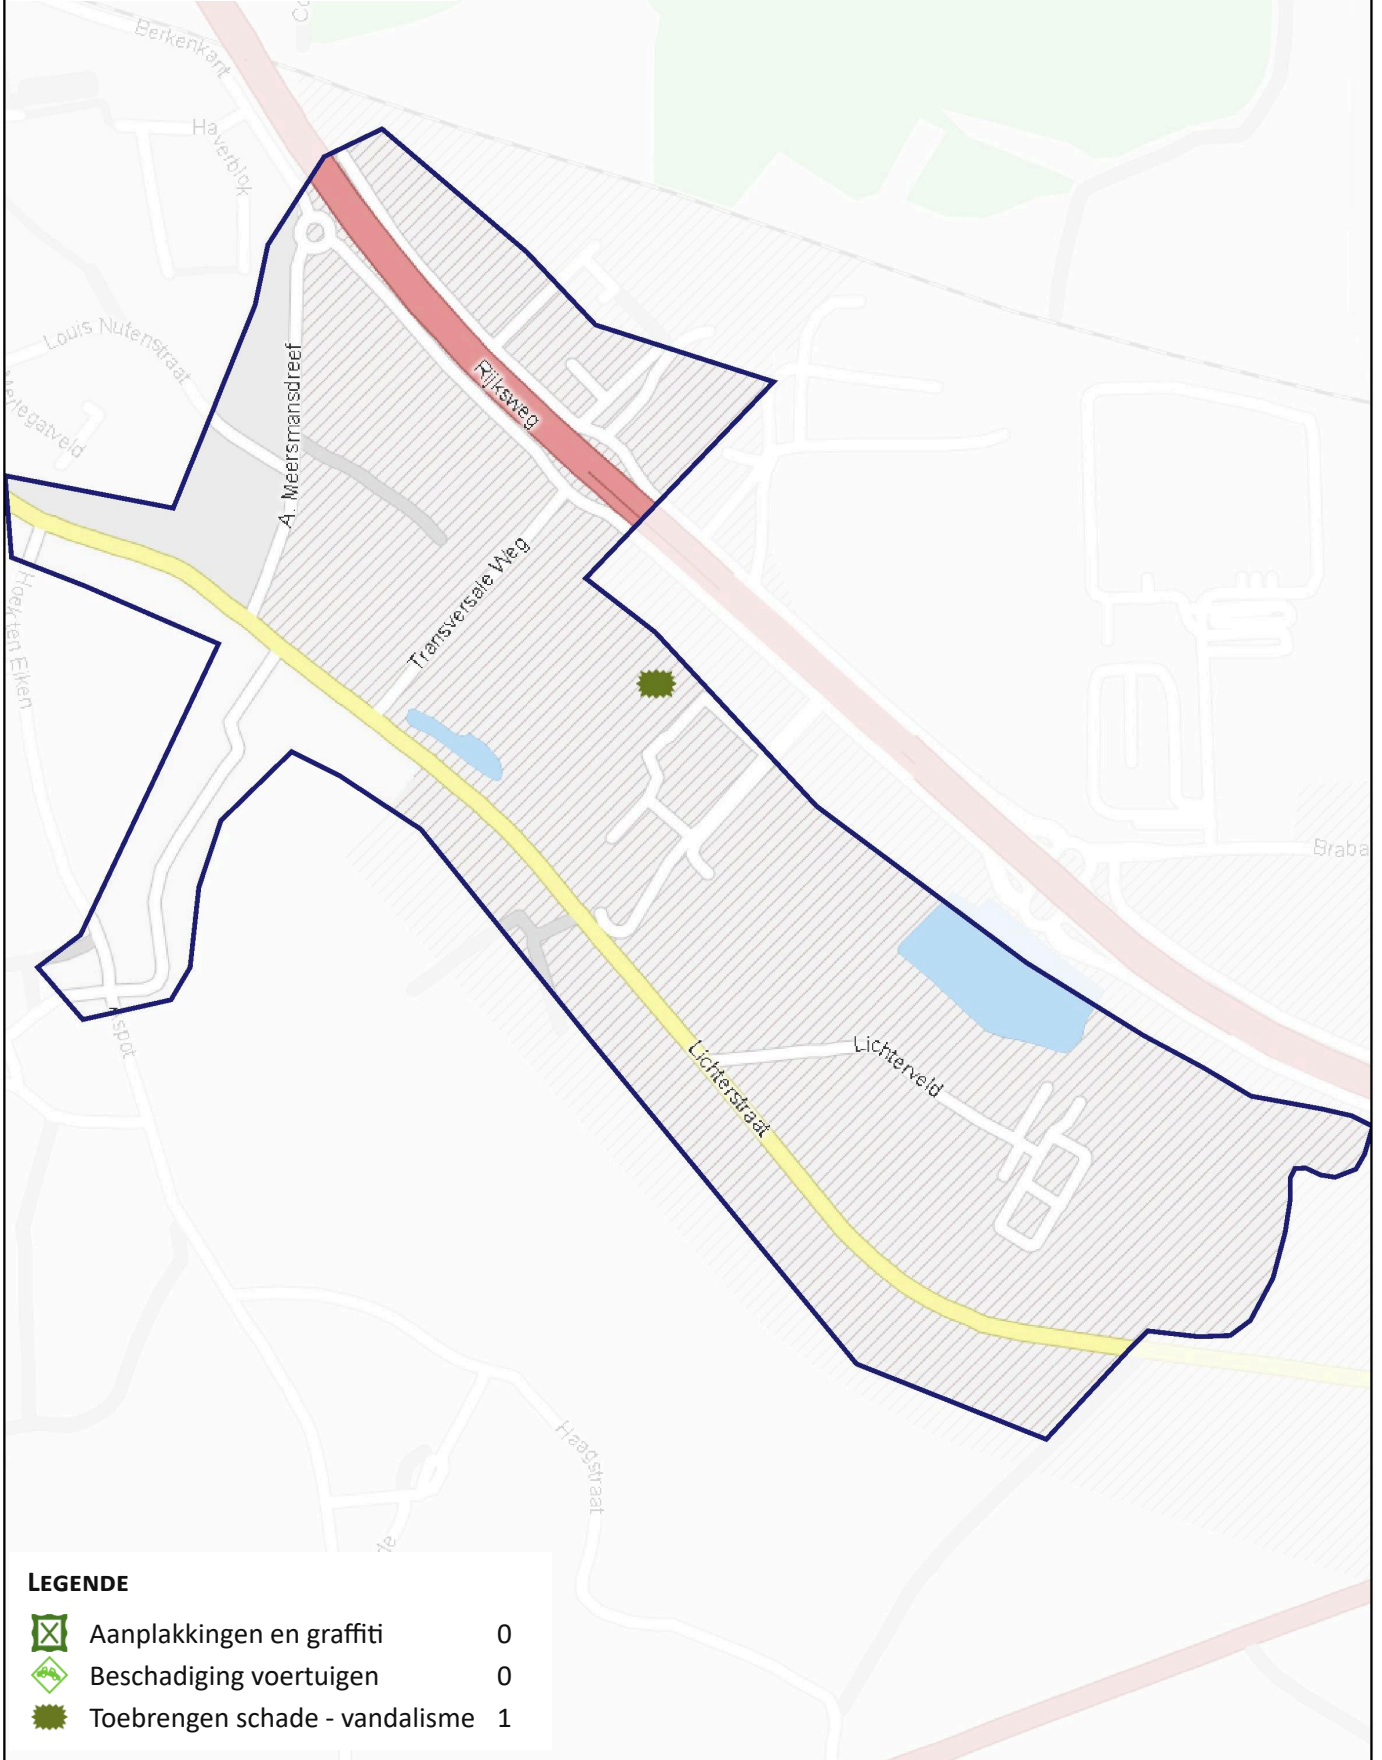 Berkenkant
Haverblok
Louis Nutenstraat
Merlegatveld
A. Meersmansdreef
Rijksweg
Transversale Weg
Hoek ten Eiken
Braba
Lichterveld
Lichterstraat
Haagstraat
LEGENDE
Aanplakkingen en graffiti 0
Beschadiging voertuigen 0
Toebrengen schade - vandalisme 1